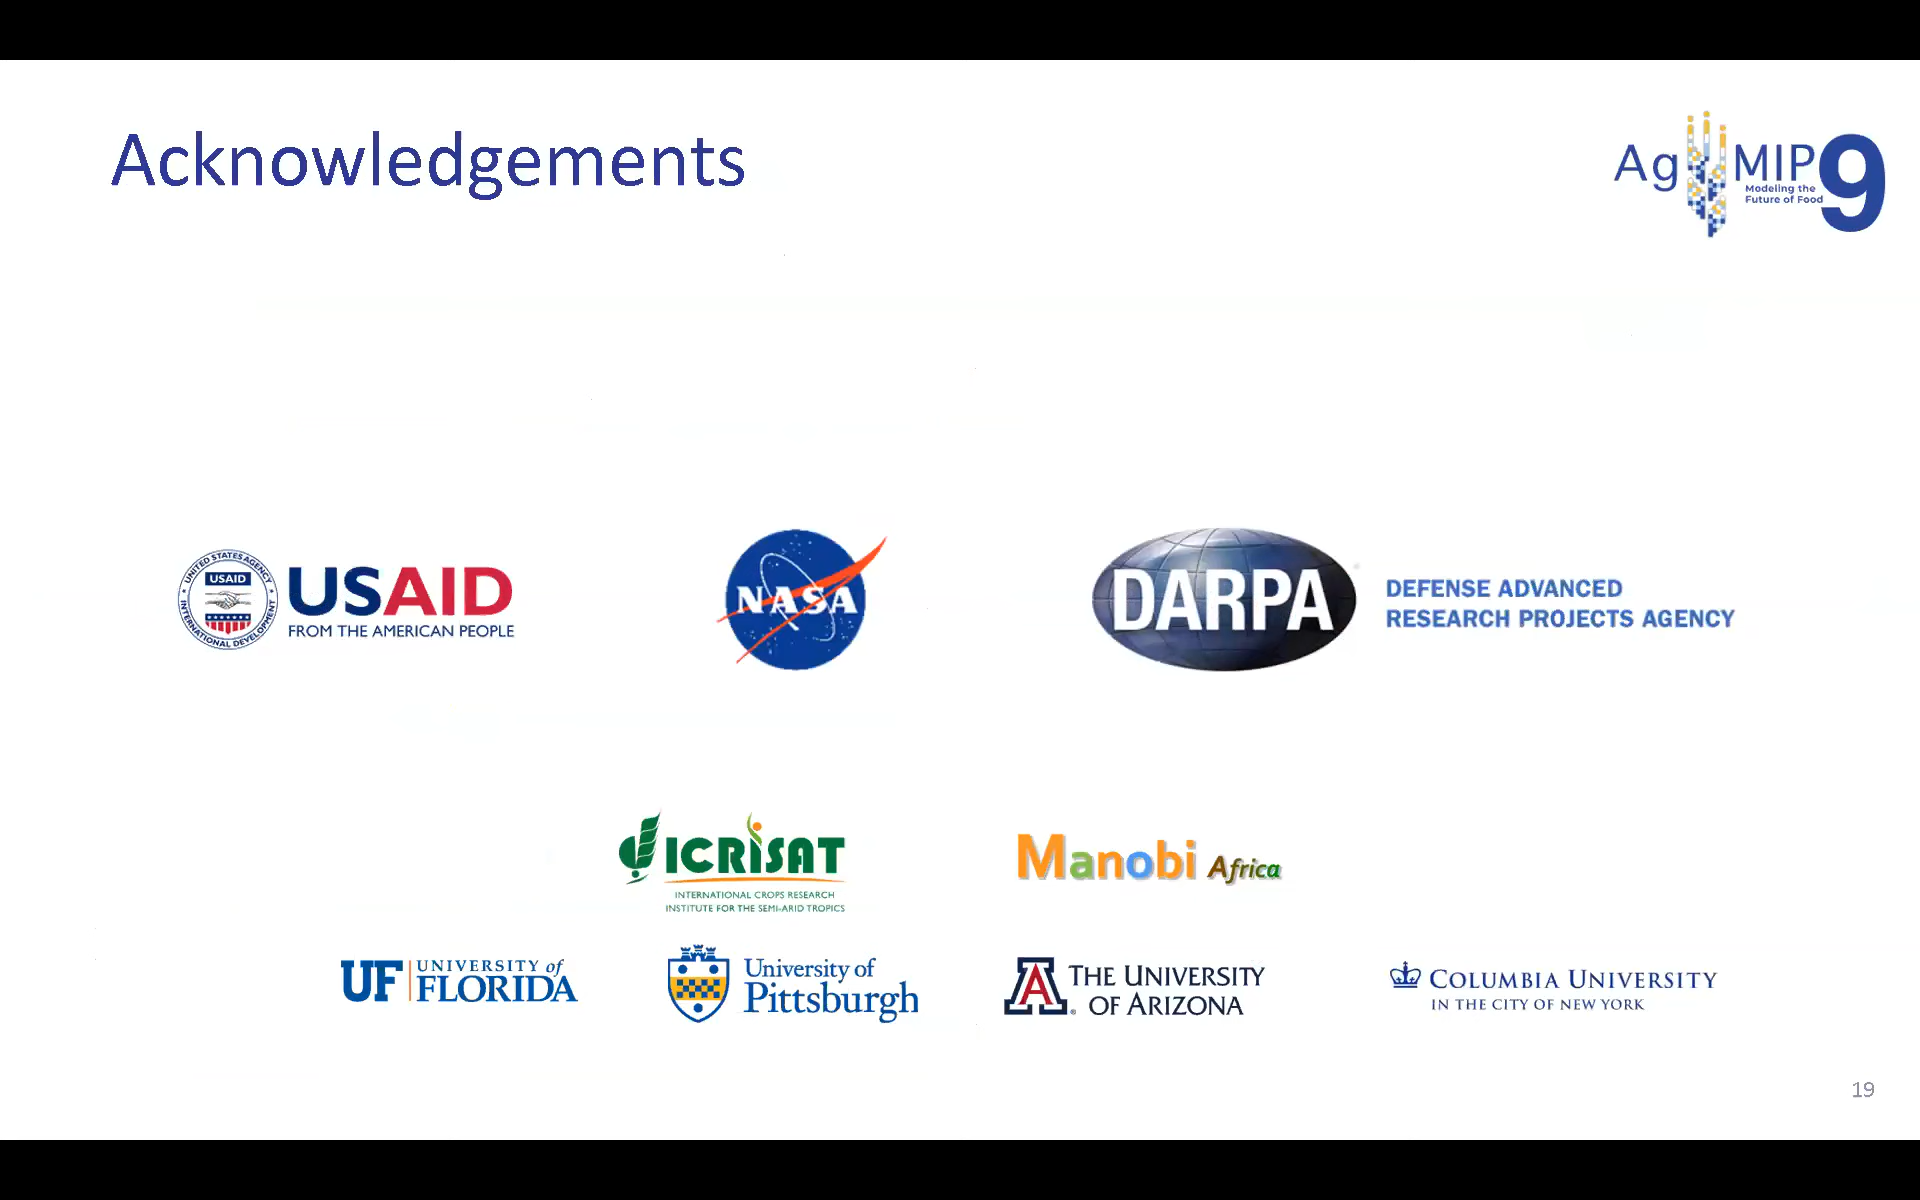 Acknowledgements
Ag MIP 9
Modeling the
Future of Food
UNITED STATES AGENCY
USAID
INTERNATIONAL DEVELOPMENT
USAID
FROM THE AMERICAN PEOPLE
NASA
DARPA
DEFENSE ADVANCED
RESEARCH PROJECTS AGENCY
ICRISAT
INTERNATIONAL CROPS RESEARCH
INSTITUTE FOR THE SEMI-ARID TROPICS
Manobi Africa
UF UNIVERSITY of
FLORIDA
University of
Pittsburgh
A THE UNIVERSITY
OF ARIZONA
COLUMBIA UNIVERSITY
IN THE CITY OF NEW YORK
19